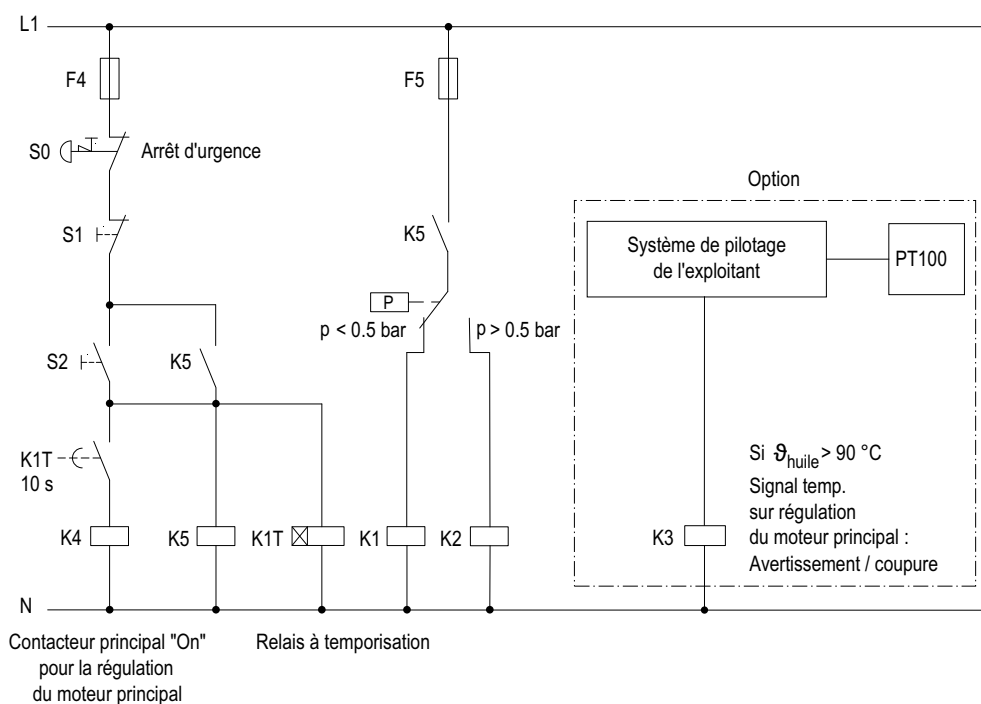 L1
F4
F5
S0
Arrêt d'urgence
Option
S1
K5
Système de pilotage
de l'exploitant
PT100
P
p < 0.5 bar
p > 0.5 bar
S2
K5
K1T
10 s
Si ϑhuile > 90 °C
Signal temp.
sur régulation
du moteur principal :
Avertissement / coupure
K4
K5
K1T
K1
K2
K3
N
Contacteur principal "On"
pour la régulation
du moteur principal
Relais à temporisation